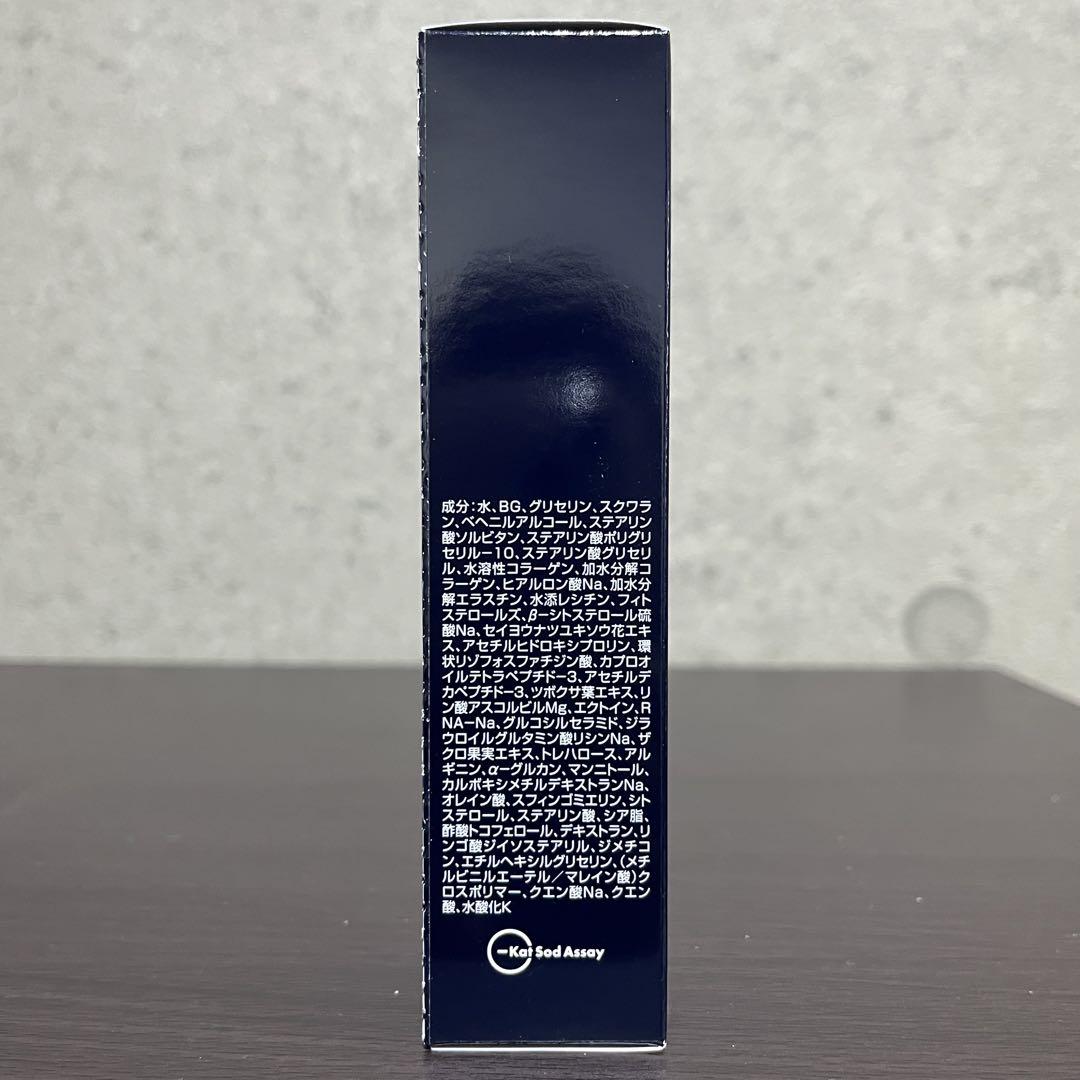 成分:水、BG、グリセリン、スクワラ
ン、ベヘニルアルコール、ステアリン
酸ソルビタン、ステアリン酸ポリグリ
セリル−10、ステアリン酸グリセリ
ル、水溶性コラーゲン、加水分解コ
ラーゲン、ヒアルロン酸Na、加水分
解エラスチン、水添レシチン、フィト
ステロールズ、β−シトステロール硫
酸Na、セイヨウナツユキソウ花エキ
ス、アセチルヒドロキシプロリン、環
状リゾフォスファチジン酸、カプロオ
イルテトラペプチド−3、アセチルデ
カペプチド−3、ツボクサ葉エキス、リ
ン酸アスコルビルMg、エクトイン、R
NA−Na、グルコシルセラミド、ジラ
ウロイルグルタミン酸リシンNa、ザ
クロ果実エキス、トレハロース、アル
ギニン、α−グルカン、マンニトール、
カルボキシメチルデキストランNa、
オレイン酸、スフィンゴミエリン、シト
ステロール、ステアリン酸、シア脂、
酢酸トコフェロール、デキストラン、リ
ンゴ酸ジイソステアリル、ジメチコ
ン、エチルヘキシルグリセリン、(メチ
ルビニルエーテル/マレイン酸)ク
ロスポリマー、クエン酸Na、クエン
酸、水酸化K
Kat Sod Assay